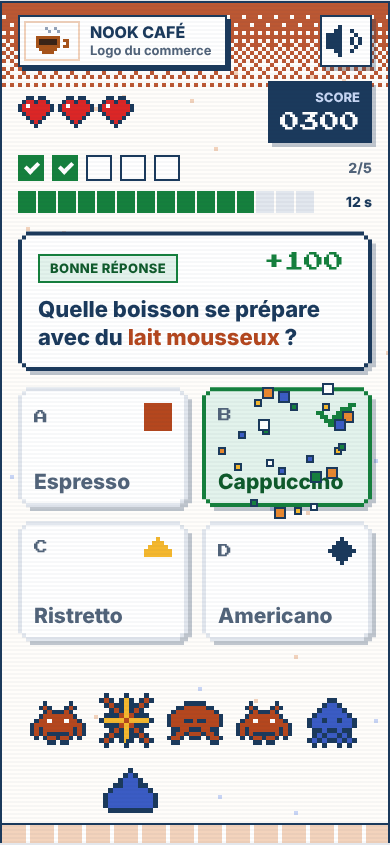 NOOK CAFÉ
Logo du commerce
SCORE
0300
2/5
12 s
BONNE RÉPONSE
+100
Quelle boisson se prépare
avec du lait mousseux ?
A
Espresso
B
Cappuccino
C
Ristretto
D
Americano